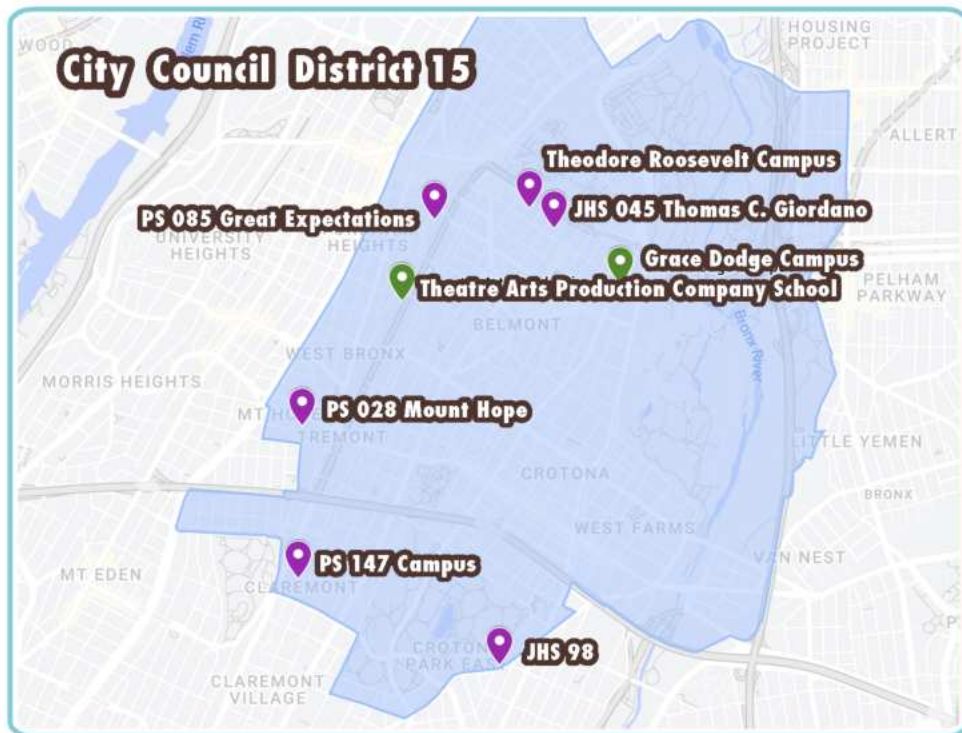 HOUSING
PROJECT
City Council District 15
ALLERT
Theodore Roosevelt Campus
PS 085 Great Expectations
JHS 045 Thomas C. Giordano
UNIVERSITY
HEIGHTS
HEIGHTS
Grace Dodge Campus
Theatre Arts Production Company School
PELHAM
PARKWAY
BELMONT
Bronx River
WEST BRONX
MORRIS HEIGHTS
PS 028 Mount Hope
TREMONT
LITTLE YEMEN
CROTONA
BRONX
WEST FARMS
VAN NEST
PS 147 Campus
MT EDEN
CLAREMONT
JHS 98
CROTONA
PARK EAST
CLAREMONT
VILLAGE